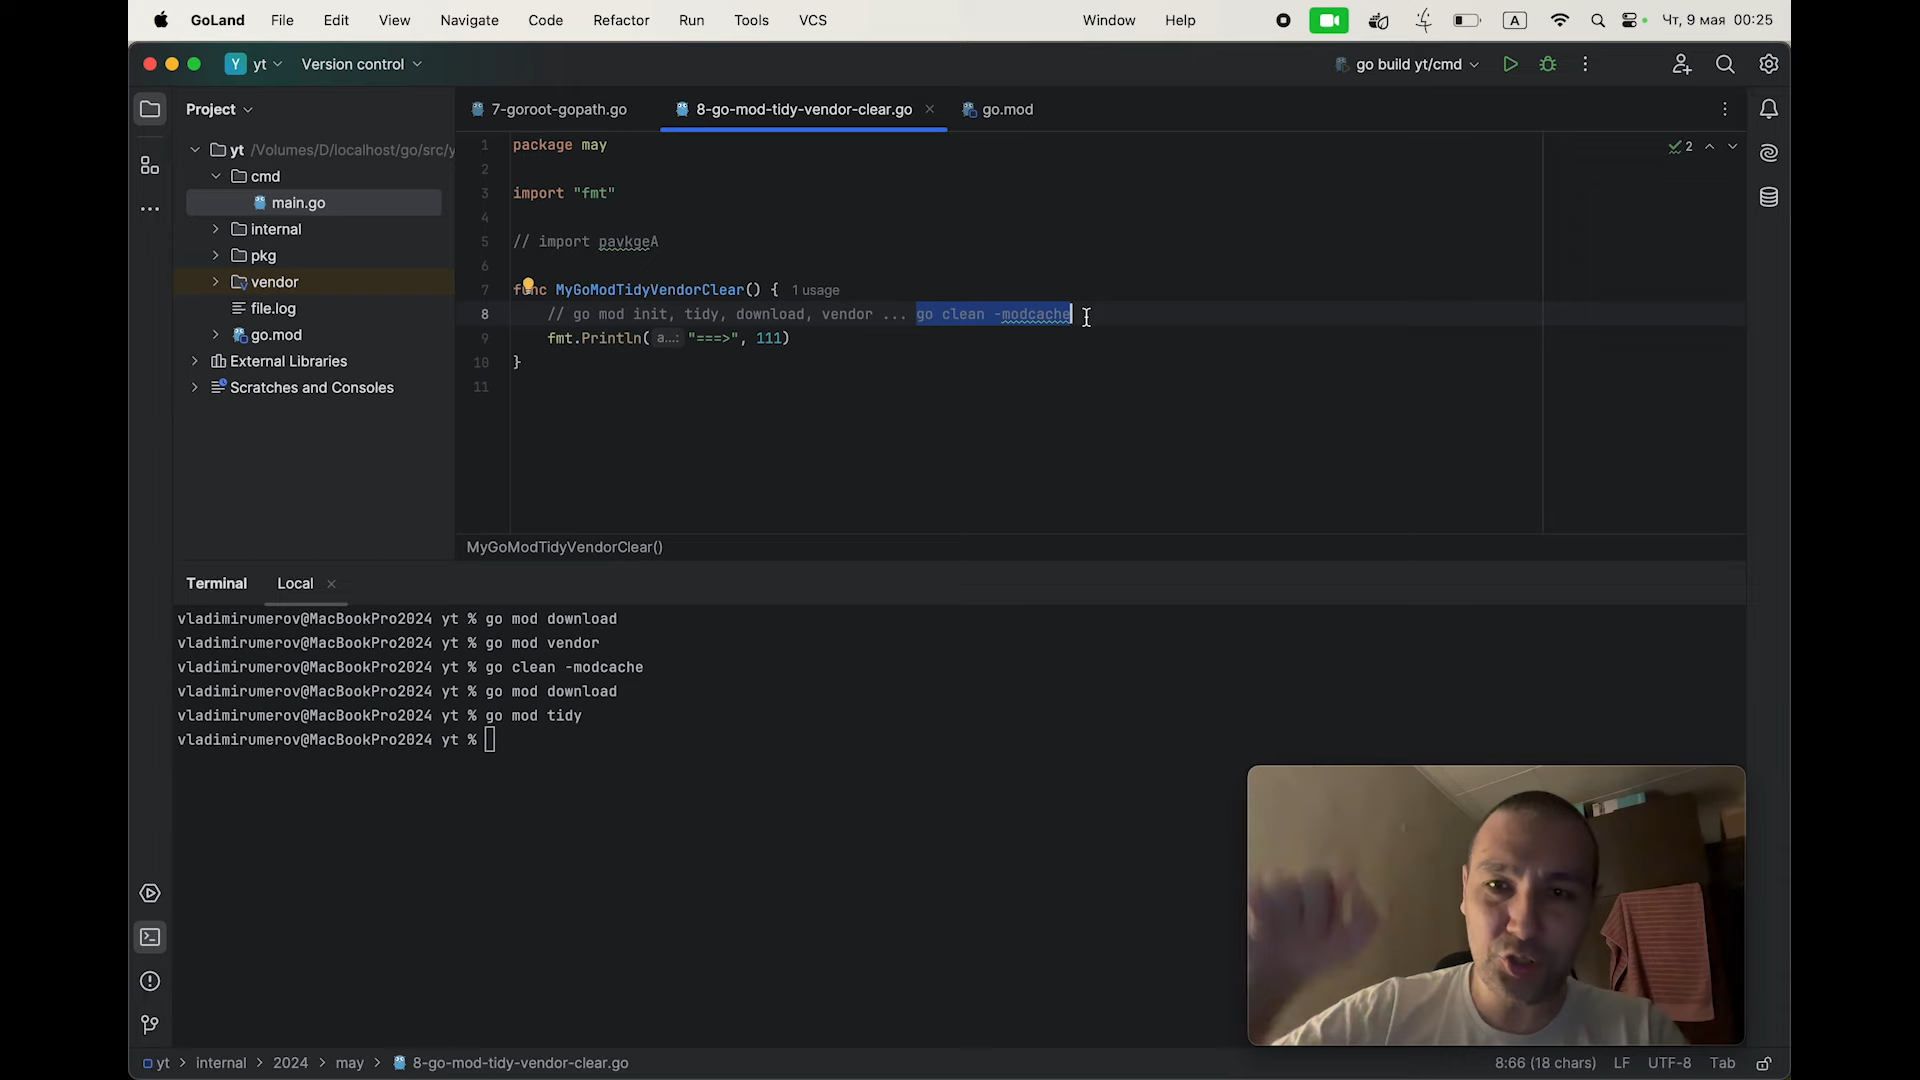 GoLand File Edit View Navigate Code Refactor Run Tools VCS Window Help A Чт, 9 мая 00:25
Y yt Version control go build yt/cmd
Project
7-goroot-gopath.go 8-go-mod-tidy-vendor-clear.go go.mod
yt /Volumes/D/localhost/go/src/y
cmd
main.go
internal
pkg
vendor
file.log
go.mod
External Libraries
Scratches and Consoles
1 package may
2
3 import "fmt"
4
5 // import pavkgeA
6
7 func MyGoModTidyVendorClear() { 1 usage
8 // go mod init, tidy, download, vendor ... go clean -modcache
9 fmt.Println( a...: "===>", 111)
10 }
11
2
MyGoModTidyVendorClear()
Terminal Local
vladimirumerov@MacBookPro2024 yt % go mod download
vladimirumerov@MacBookPro2024 yt % go mod vendor
vladimirumerov@MacBookPro2024 yt % go clean -modcache
vladimirumerov@MacBookPro2024 yt % go mod download
vladimirumerov@MacBookPro2024 yt % go mod tidy
vladimirumerov@MacBookPro2024 yt %
yt > internal > 2024 > may > 8-go-mod-tidy-vendor-clear.go 8:66 (18 chars) LF UTF-8 Tab